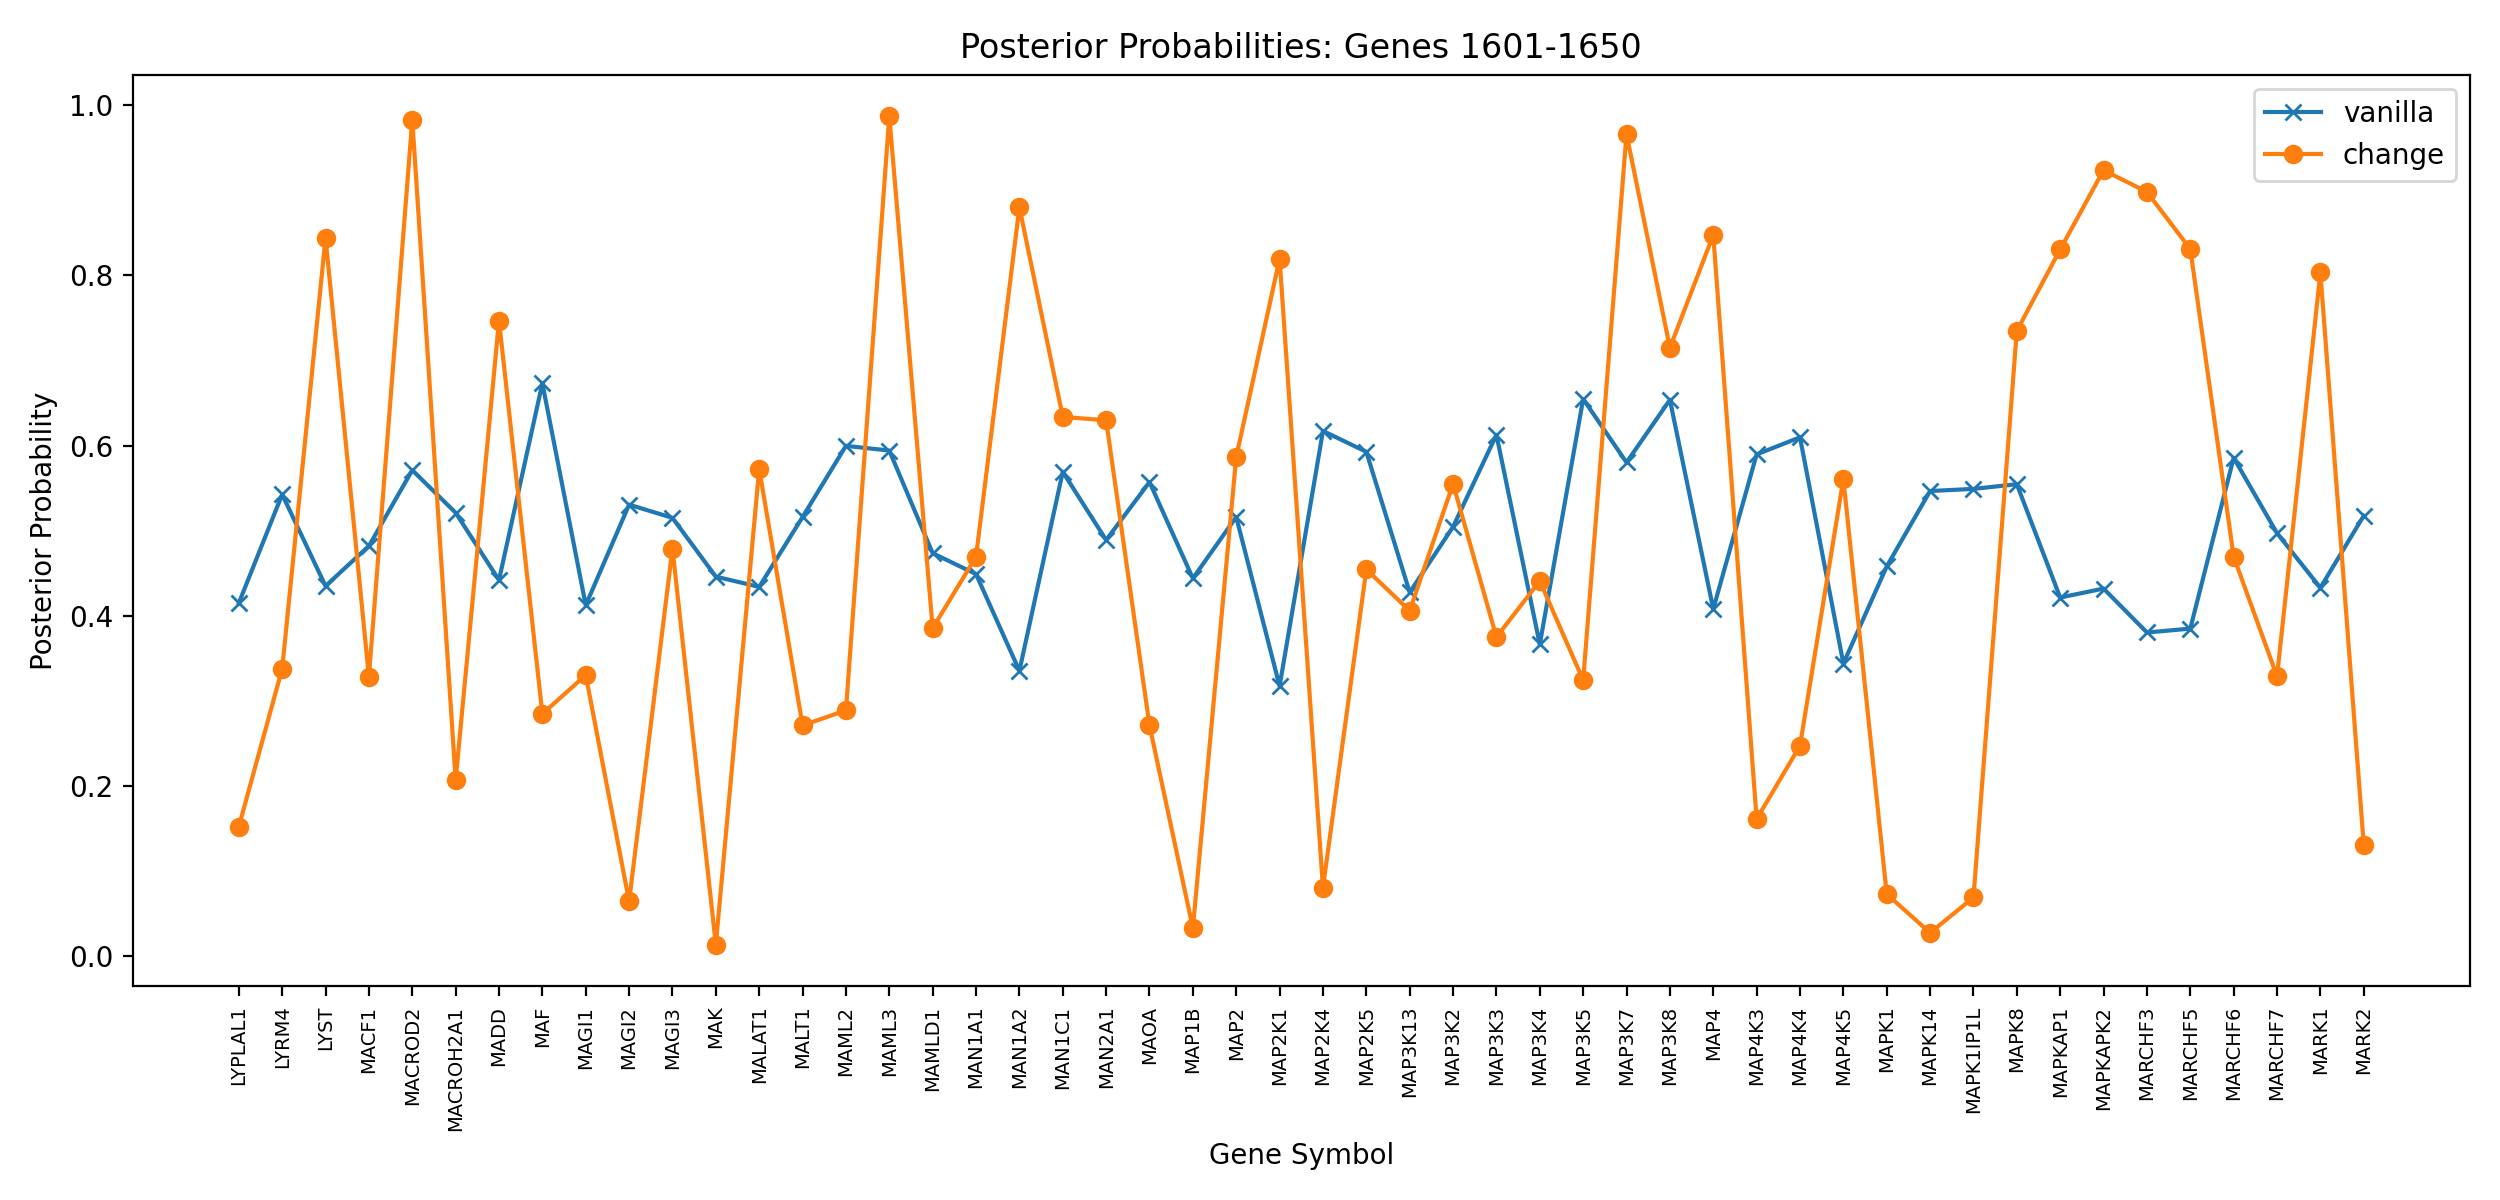 Posterior Probabilities: Genes 1601-1650
vanilla
change
Posterior Probability
1.0
0.8
0.6
0.4
0.2
0.0
LYPLAL1
LYRM4
LYST
MACF1
MACROD2
MACROH2A1
MADD
MAF
MAGI1
MAGI2
MAGI3
MAK
MALAT1
MALT1
MAML2
MAML3
MAMLD1
MAN1A1
MAN1A2
MAN1C1
MAN2A1
MAOA
MAP1B
MAP2
MAP2K1
MAP2K4
MAP2K5
MAP3K13
MAP3K2
MAP3K3
MAP3K4
MAP3K5
MAP3K7
MAP3K8
MAP4
MAP4K3
MAP4K4
MAP4K5
MAPK1
MAPK14
MAPK1IP1L
MAPK8
MAPKAP1
MAPKAPK2
MARCHF3
MARCHF5
MARCHF6
MARCHF7
MARK1
MARK2
Gene Symbol